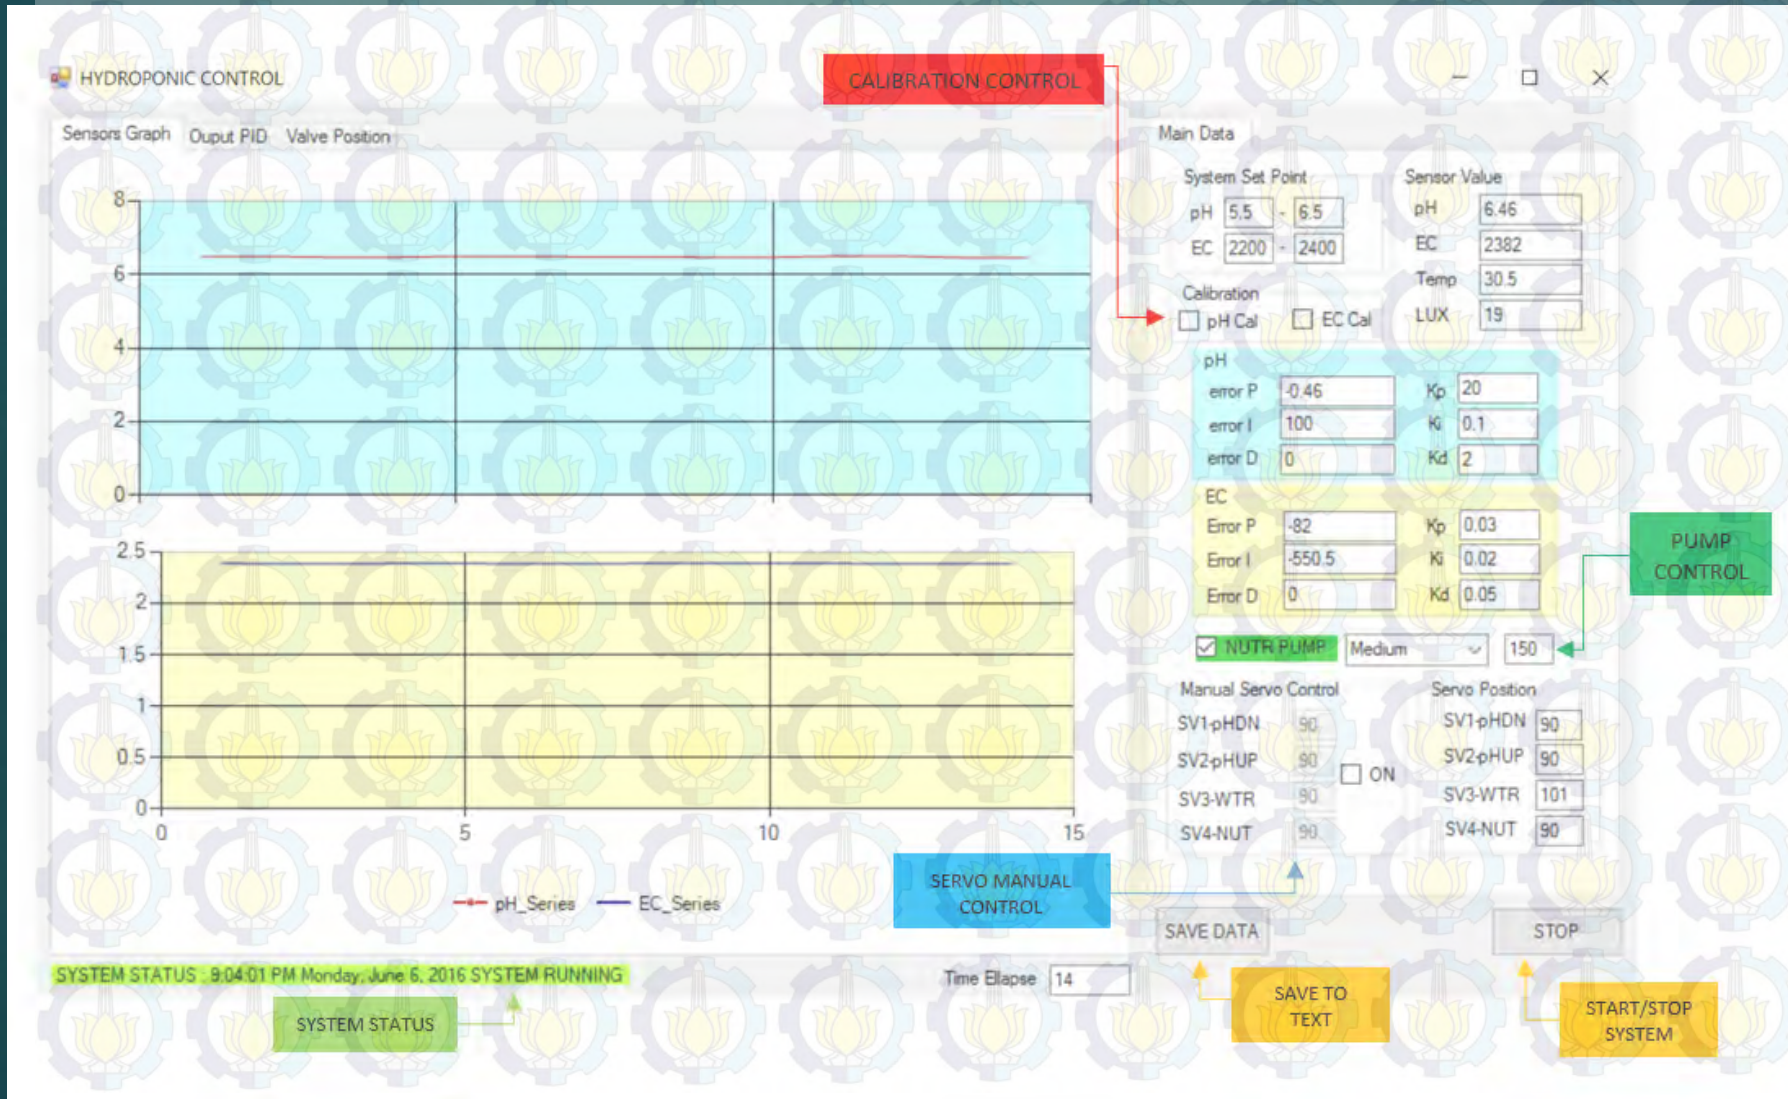 HYDROPONIC CONTROL
CALIBRATION CONTROL
Sensors Graph Ouput PID Valve Position
Main Data
System Set Point
pH 5.5 - 6.5
EC 2200 - 2400
Sensor Value
pH 6.46
EC 2382
Temp 30.5
LUX 19
Calibration
pH Cal EC Cal
pH
error P -0.46 Kp 20
error I 100 Ki 0.1
error D 0 Kd 2
EC
Error P -82 Kp 0.03
Error I -550.5 Ki 0.02
Error D 0 Kd 0.05
PUMP
CONTROL
NUTR PUMP Medium 150
Manual Servo Control
SV1-pHDN 90
SV2-pHUP 90
ON
SV3-WTR 90
SV4-NUT 90
Servo Position
SV1-pHDN 90
SV2-pHUP 90
SV3-WTR 101
SV4-NUT 90
8
6
4
2
0
2.5
2
1.5
1
0.5
0
0 5 10 15
pH_Series EC_Series
SERVO MANUAL
CONTROL
SAVE DATA
STOP
SYSTEM STATUS : 9:04:01 PM Monday, June 6, 2016 SYSTEM RUNNING
Time Ellapse 14
SYSTEM STATUS
SAVE TO
TEXT
START/STOP
SYSTEM